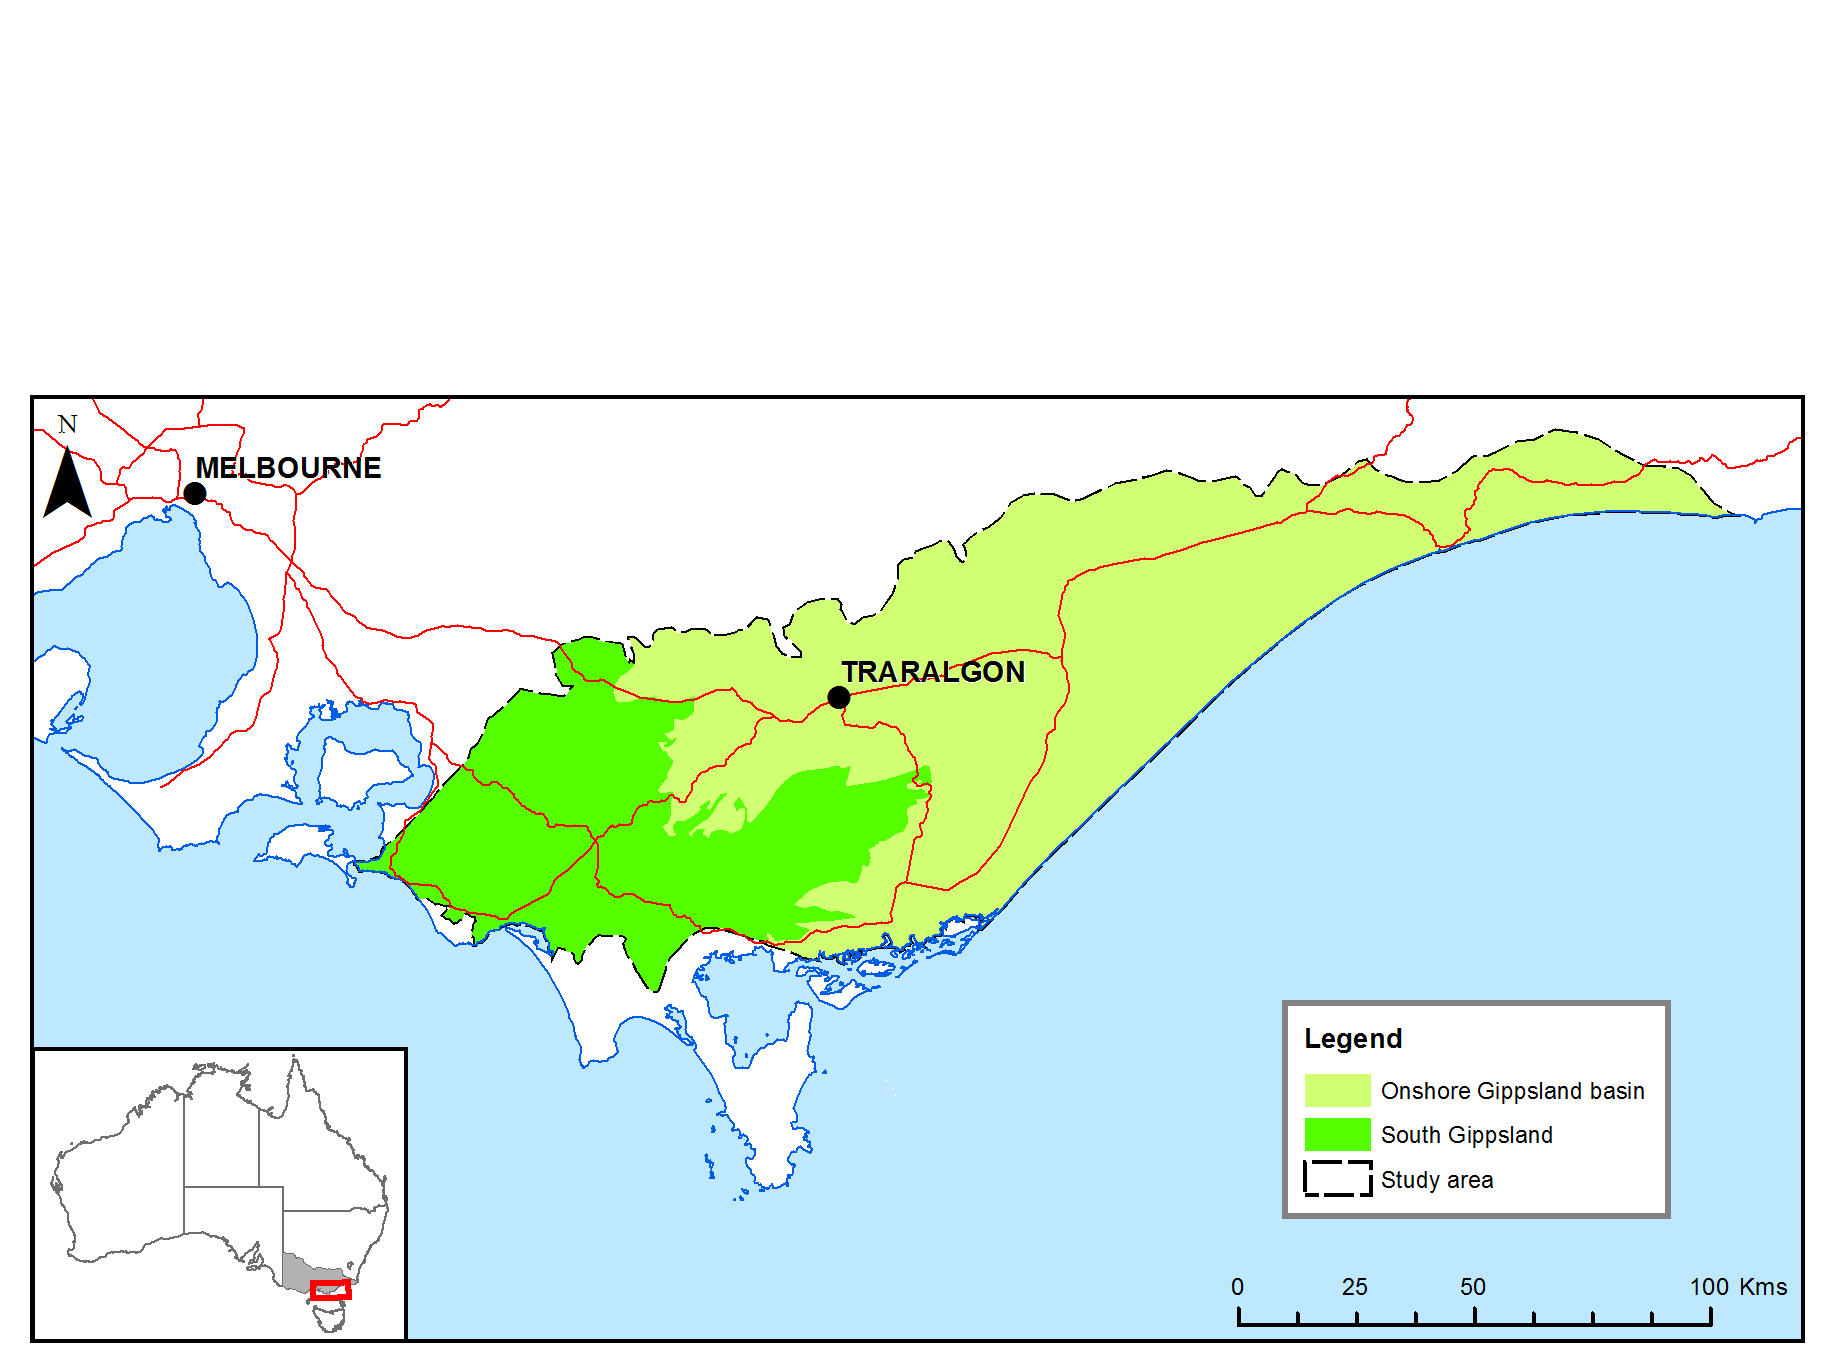 N
MELBOURNE
TRARALGON
Legend
Onshore Gippsland basin
South Gippsland
Study area
0 25 50 100 Kms